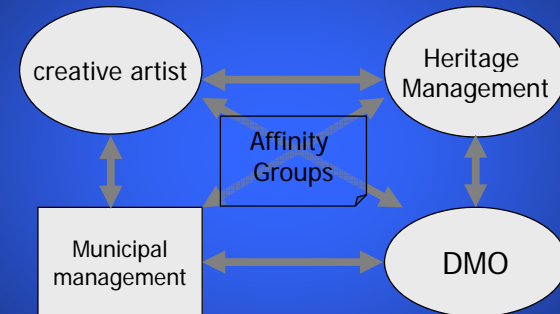 creative artist
Heritage
Management
Affinity
Groups
Municipal
management
DMO